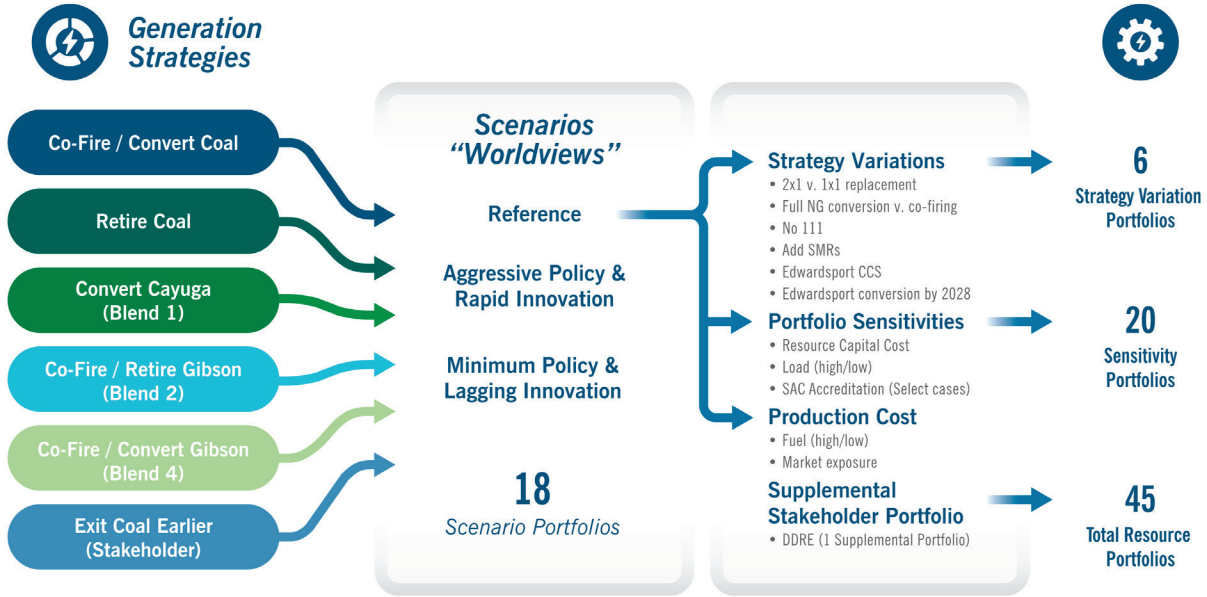 Generation
Strategies
Co-Fire / Convert Coal
Retire Coal
Convert Cayuga
(Blend 1)
Co-Fire / Retire Gibson
(Blend 2)
Co-Fire / Convert Gibson
(Blend 4)
Exit Coal Earlier
(Stakeholder)
Scenarios
“Worldviews”
Reference
Aggressive Policy &
Rapid Innovation
Minimum Policy &
Lagging Innovation
18
Scenario Portfolios
Strategy Variations
• 2x1 v. 1x1 replacement
• Full NG conversion v. co-firing
• No 111
• Add SMRs
• Edwardsport CCS
• Edwardsport conversion by 2028
Portfolio Sensitivities
• Resource Capital Cost
• Load (high/low)
• SAC Accreditation (Select cases)
Production Cost
• Fuel (high/low)
• Market exposure
Supplemental
Stakeholder Portfolio
• DDRE (1 Supplemental Portfolio)
6
Strategy Variation
Portfolios
20
Sensitivity
Portfolios
45
Total Resource
Portfolios